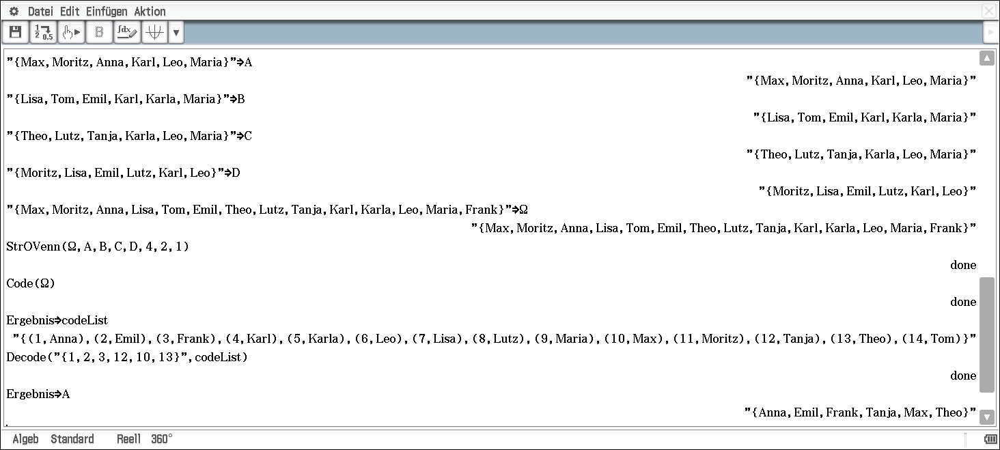 Datei Edit Einfügen Aktion
"{Max,Moritz,Anna,Karl,Leo,Maria}"⇒A
"{Max,Moritz,Anna,Karl,Leo,Maria}"
"{Lisa,Tom,Emil,Karl,Karla,Maria}"⇒B
"{Lisa,Tom,Emil,Karl,Karla,Maria}"
"{Theo,Lutz,Tanja,Karla,Leo,Maria}"⇒C
"{Theo,Lutz,Tanja,Karla,Leo,Maria}"
"{Moritz,Lisa,Emil,Lutz,Karl,Leo}"⇒D
"{Moritz,Lisa,Emil,Lutz,Karl,Leo}"
"{Max,Moritz,Anna,Lisa,Tom,Emil,Theo,Lutz,Tanja,Karl,Karla,Leo,Maria,Frank}"⇒Ω
"{Max,Moritz,Anna,Lisa,Tom,Emil,Theo,Lutz,Tanja,Karl,Karla,Leo,Maria,Frank}"
StrOVenn(Ω,A,B,C,D,4,2,1)
done
Code(Ω)
done
Ergebnis⇒codeList
"{(1,Anna),(2,Emil),(3,Frank),(4,Karl),(5,Karla),(6,Leo),(7,Lisa),(8,Lutz),(9,Maria),(10,Max),(11,Moritz),(12,Tanja),(13,Theo),(14,Tom)}"
Decode("{1,2,3,12,10,13}",codeList)
done
Ergebnis⇒A
"{Anna,Emil,Frank,Tanja,Max,Theo}"
Algeb Standard Reell 360°